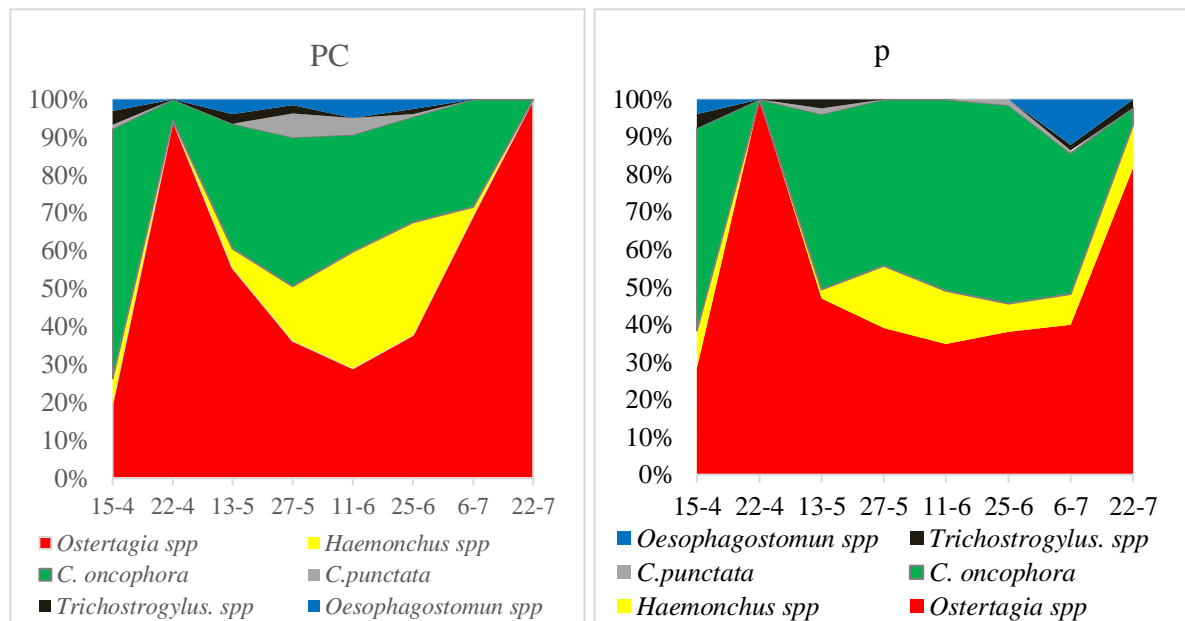 PC
100%
90%
80%
70%
60%
50%
40%
30%
20%
10%
0%
15-4 22-4 13-5 27-5 11-6 25-6 6-7 22-7
Ostertagia spp Haemonchus spp
C. oncophora C.punctata
Trichostrogylus. spp Oesophagostomun spp
p
100%
90%
80%
70%
60%
50%
40%
30%
20%
10%
0%
15-4 22-4 13-5 27-5 11-6 25-6 6-7 22-7
Oesophagostomun spp Trichostrogylus. spp
C.punctata C. oncophora
Haemonchus spp Ostertagia spp